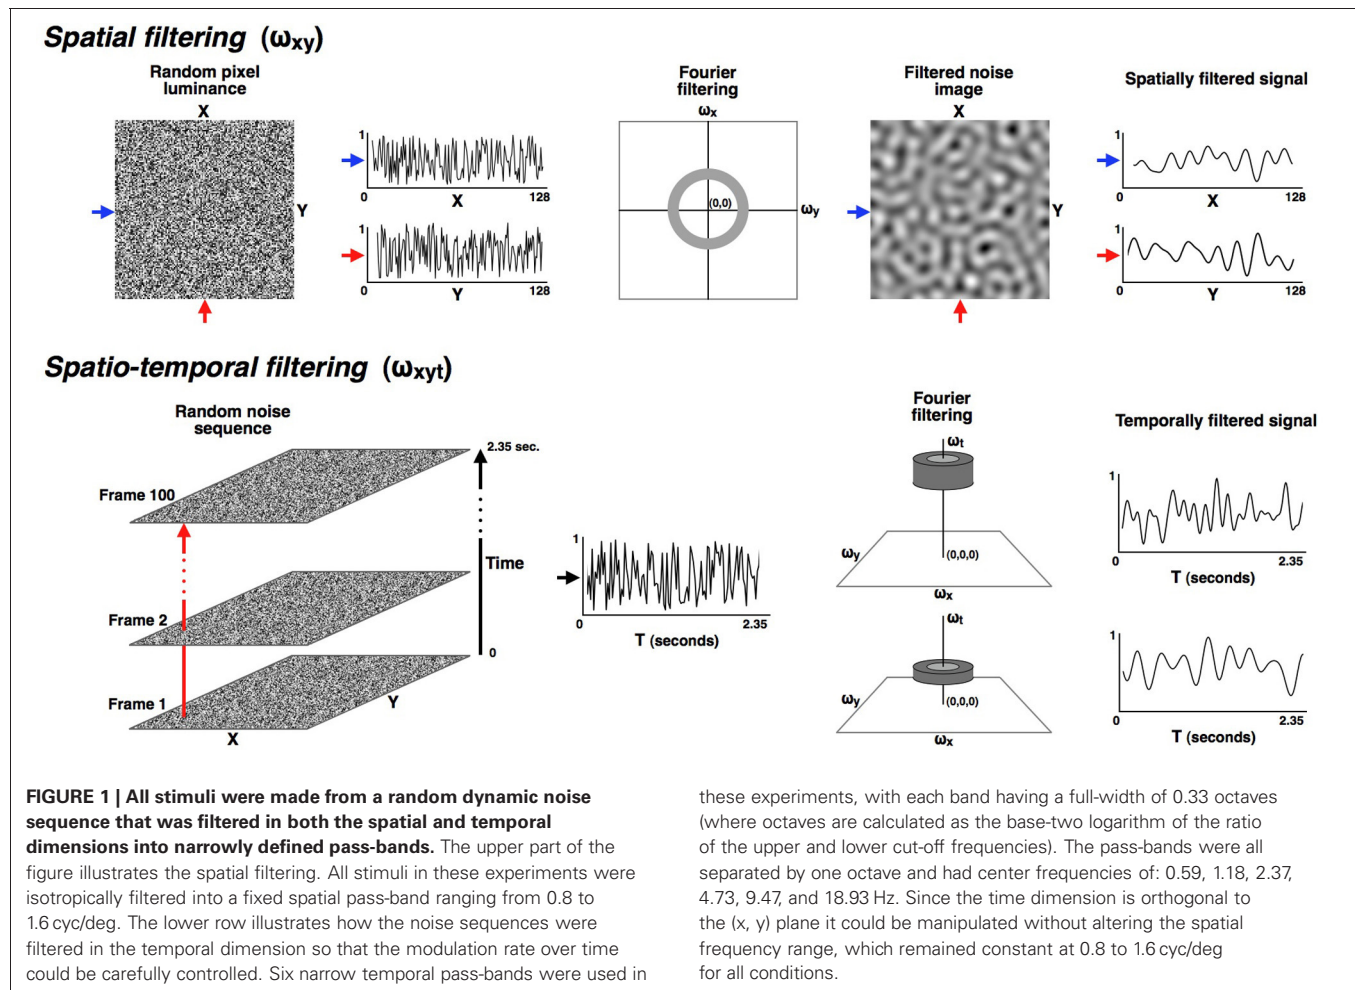 Spatial filtering (ωxy)
Random pixel
luminance
X
Y
1
0
X
128
1
0
Y
128
Fourier
filtering
ωx
(0,0)
ωy
Filtered noise
image
X
Y
Spatially filtered signal
1
0
X
128
1
0
Y
128
Spatio-temporal filtering (ωxyt)
Random noise
sequence
2.35 sec.
Frame 100
Time
Frame 2
0
Frame 1
Y
X
1
0
2.35
T (seconds)
Fourier
filtering
ωt
ωy
(0,0,0)
ωx
ωt
ωy
(0,0,0)
ωx
Temporally filtered signal
1
0
2.35
T (seconds)
1
0
2.35
T (seconds)
FIGURE 1 | All stimuli were made from a random dynamic noise
sequence that was filtered in both the spatial and temporal
dimensions into narrowly defined pass-bands. The upper part of the
figure illustrates the spatial filtering. All stimuli in these experiments were
isotropically filtered into a fixed spatial pass-band ranging from 0.8 to
1.6 cyc/deg. The lower row illustrates how the noise sequences were
filtered in the temporal dimension so that the modulation rate over time
could be carefully controlled. Six narrow temporal pass-bands were used in
these experiments, with each band having a full-width of 0.33 octaves
(where octaves are calculated as the base-two logarithm of the ratio
of the upper and lower cut-off frequencies). The pass-bands were all
separated by one octave and had center frequencies of: 0.59, 1.18, 2.37,
4.73, 9.47, and 18.93 Hz. Since the time dimension is orthogonal to
the (x, y) plane it could be manipulated without altering the spatial
frequency range, which remained constant at 0.8 to 1.6 cyc/deg
for all conditions.